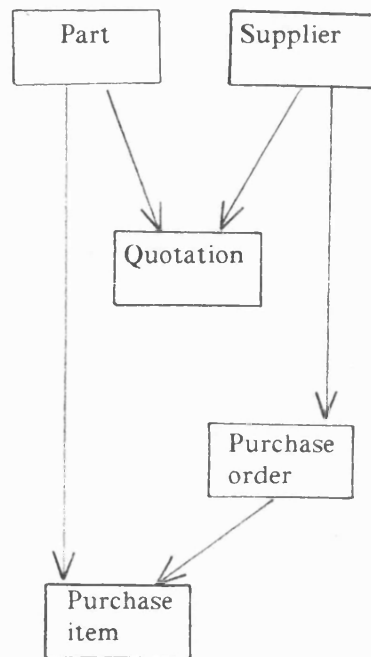 Part
Supplier
Quotation
Purchase
order
Purchase
item